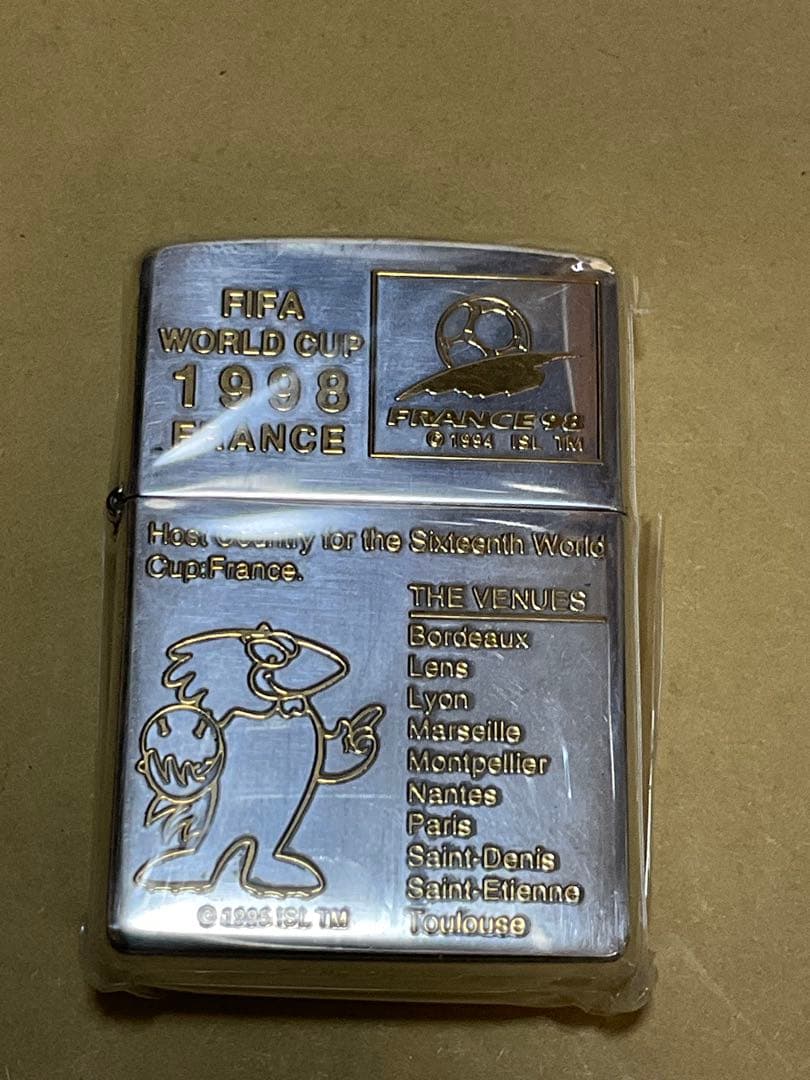 FIFA
WORLD CUP
1998
FRANCE
FRANCE 98
© 1994 ISL TM
Host Country for the Sixteenth World
Cup:France.
THE VENUES
Bordeaux
Lens
Lyon
Marseille
Montpellier
Nantes
Paris
Saint-Denis
Saint-Etienne
Toulouse
© 1995 ISL TM